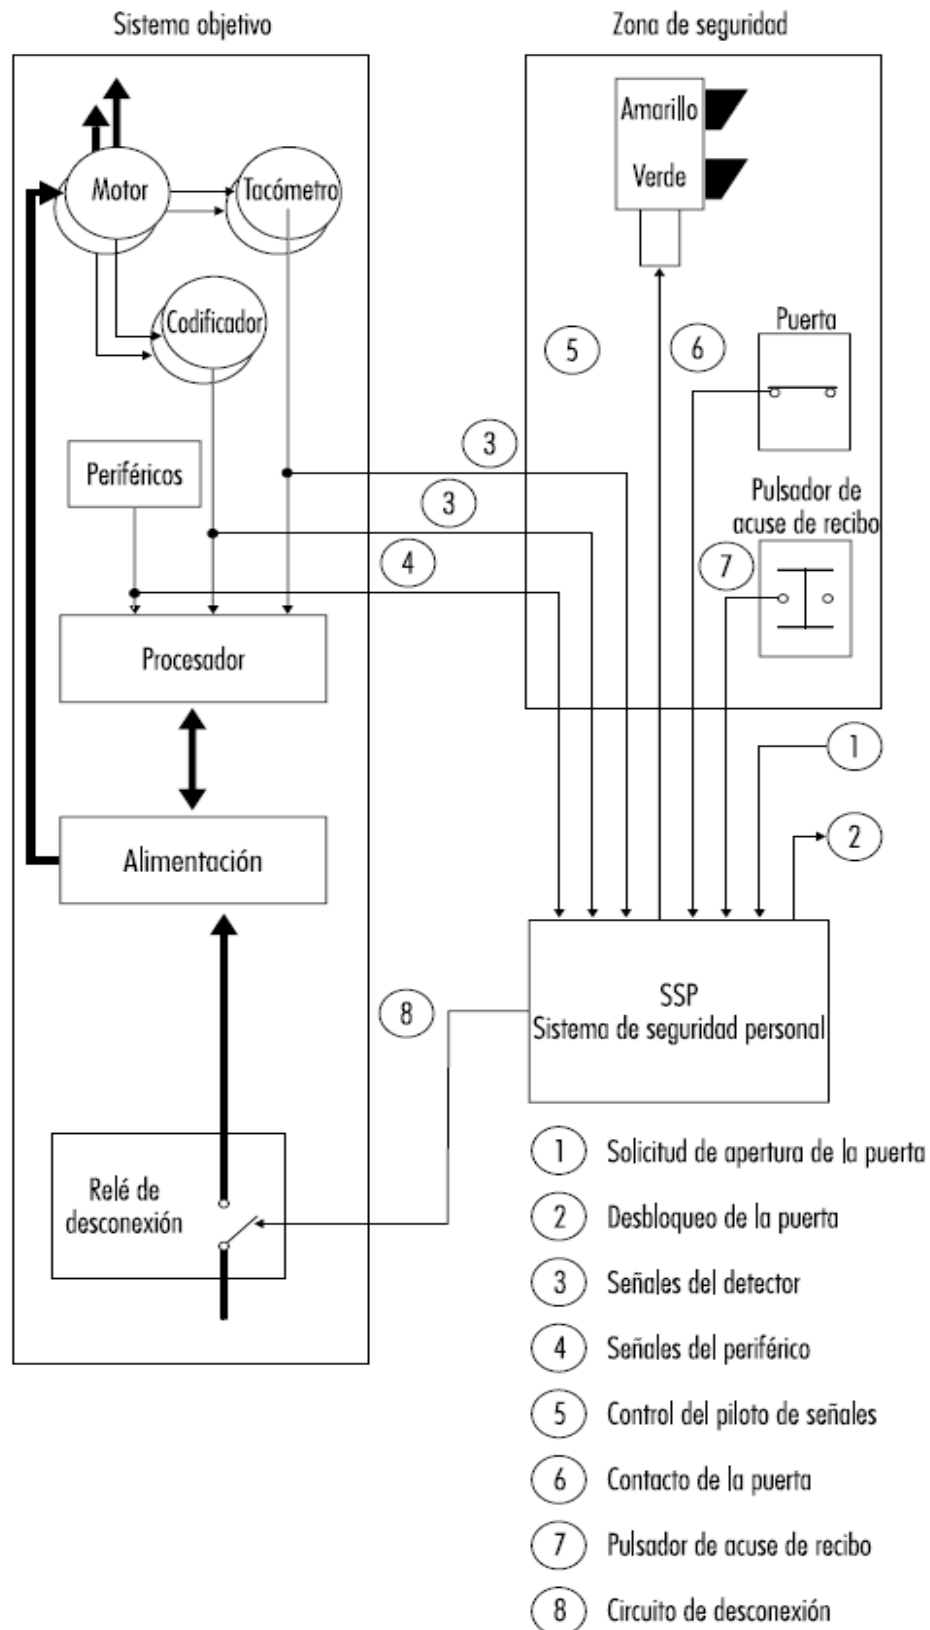 Sistema objetivo
Zona de seguridad
Motor
Tacómetro
Codificador
Periféricos
Procesador
Alimentación
Relé de
desconexión
Amarillo
Verde
5
6
Puerta
3
3
4
Pulsador de
acuse de recibo
7
1
2
8
SSP
Sistema de seguridad personal
1 Solicitud de apertura de la puerta
2 Desbloqueo de la puerta
3 Señales del detector
4 Señales del periférico
5 Control del piloto de señales
6 Contacto de la puerta
7 Pulsador de acuse de recibo
8 Circuito de desconexión